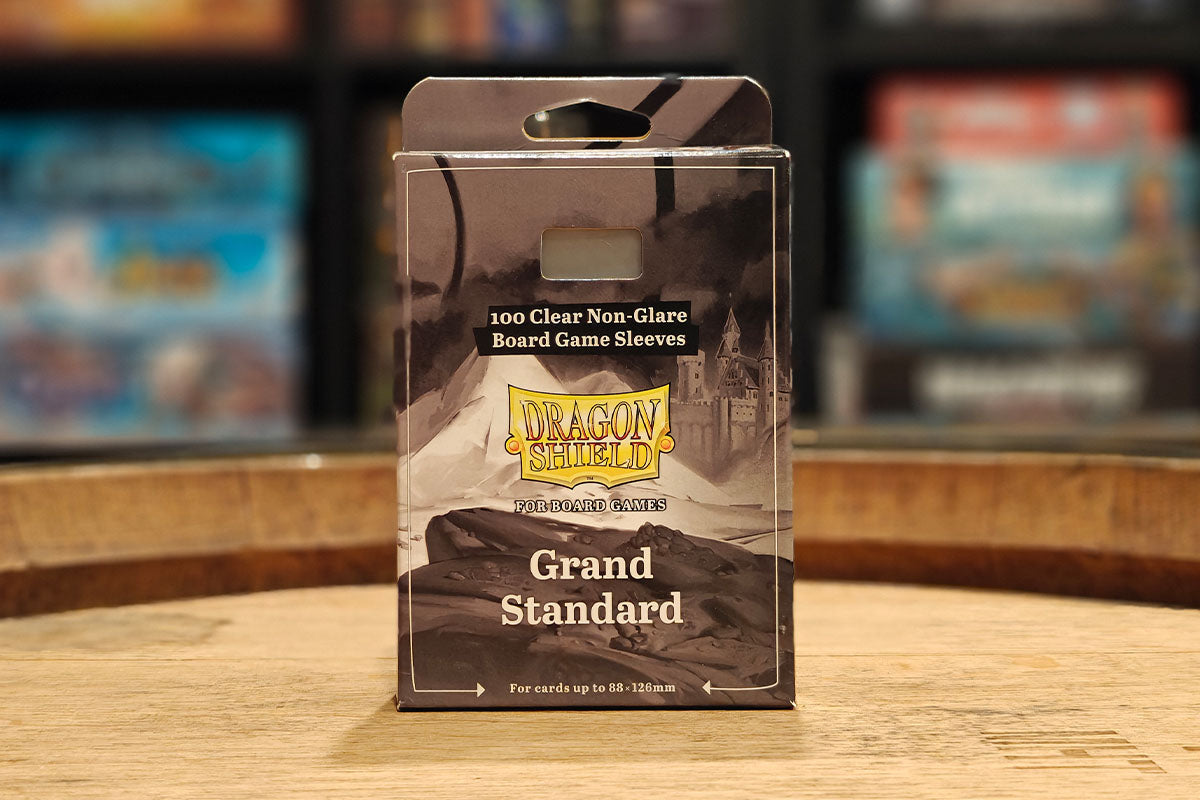 100 Clear Non-Glare
Board Game Sleeves
DRAGON
SHIELD
™
FOR BOARD GAMES
Grand
Standard
For cards up to 88×126mm